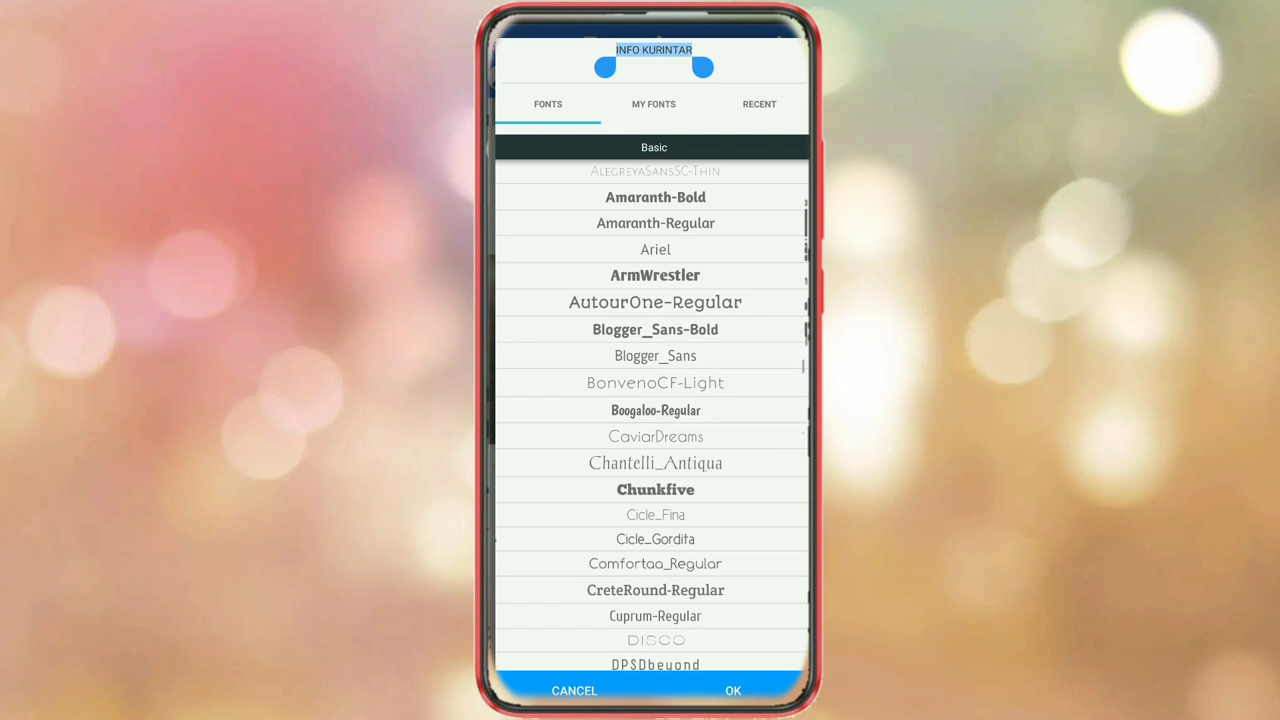 INFO KURINTAR
FONTS MY FONTS RECENT
Basic
AlegreyaSansSC-Thin
Amaranth-Bold
Amaranth-Regular
Ariel
ArmWrestler
AutourOne-Regular
Blogger_Sans-Bold
Blogger_Sans
BonvenoCF-Light
Boogaloo-Regular
CaviarDreams
Chantelli_Antiqua
Chunkfive
Cicle_Fina
Cicle_Gordita
Comfortaa_Regular
CreteRound-Regular
Cuprum-Regular
DISCO
DPSDbeyond
CANCEL OK